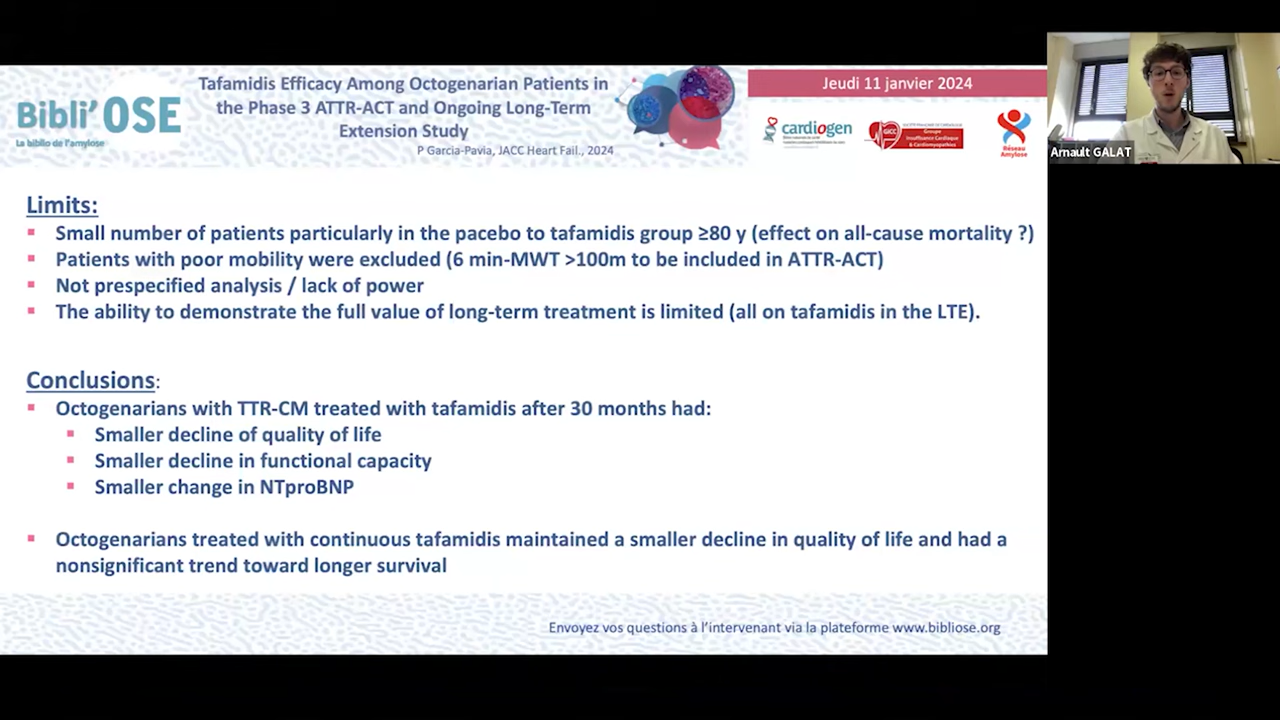 Bibli'OSE
La biblio de l'amylose
Tafamidis Efficacy Among Octogenarian Patients in
the Phase 3 ATTR-ACT and Ongoing Long-Term
Extension Study
P Garcia-Pavia, JACC Heart Fail., 2024
Jeudi 11 janvier 2024
cardiogen
GICC
Groupe
Insuffisance Cardiaque
& Cardiomyopathies
Réseau
Amylose
Arnault GALAT
Limits:
▪ Small number of patients particularly in the pacebo to tafamidis group ≥80 y (effect on all-cause mortality ?)
▪ Patients with poor mobility were excluded (6 min-MWT >100m to be included in ATTR-ACT)
▪ Not prespecified analysis / lack of power
▪ The ability to demonstrate the full value of long-term treatment is limited (all on tafamidis in the LTE).
Conclusions:
▪ Octogenarians with TTR-CM treated with tafamidis after 30 months had:
▪ Smaller decline of quality of life
▪ Smaller decline in functional capacity
▪ Smaller change in NTproBNP
▪ Octogenarians treated with continuous tafamidis maintained a smaller decline in quality of life and had a
nonsignificant trend toward longer survival
Envoyez vos questions à l'intervenant via la plateforme www.bibliose.org